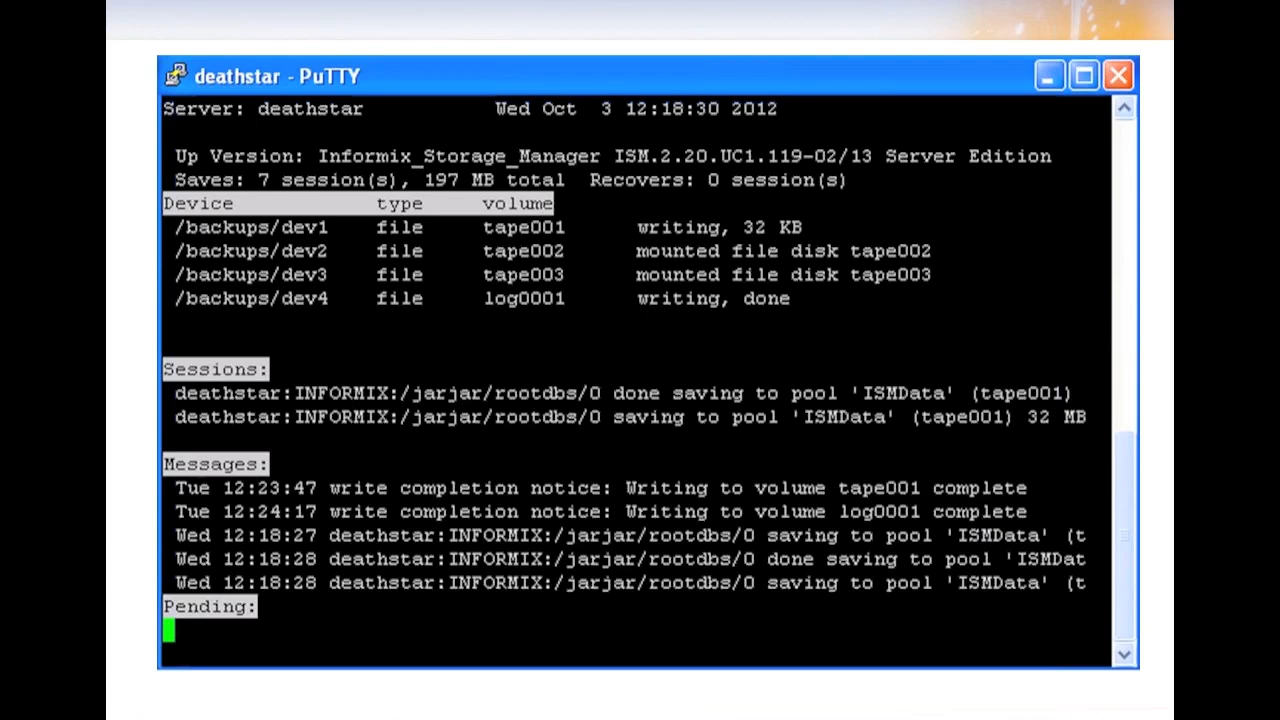 deathstar - PuTTY
Server: deathstar Wed Oct 3 12:18:30 2012
Up Version: Informix_Storage_Manager ISM.2.20.UC1.119-02/13 Server Edition
Saves: 7 session(s), 197 MB total Recovers: 0 session(s)
Device type volume
/backups/dev1 file tape001 writing, 32 KB
/backups/dev2 file tape002 mounted file disk tape002
/backups/dev3 file tape003 mounted file disk tape003
/backups/dev4 file log0001 writing, done
Sessions:
deathstar:INFORMIX:/jarjar/rootdbs/0 done saving to pool 'ISMData' (tape001)
deathstar:INFORMIX:/jarjar/rootdbs/0 saving to pool 'ISMData' (tape001) 32 MB
Messages:
Tue 12:23:47 write completion notice: Writing to volume tape001 complete
Tue 12:24:17 write completion notice: Writing to volume log0001 complete
Wed 12:18:27 deathstar:INFORMIX:/jarjar/rootdbs/0 saving to pool 'ISMData' (t
Wed 12:18:28 deathstar:INFORMIX:/jarjar/rootdbs/0 done saving to pool 'ISMDat
Wed 12:18:28 deathstar:INFORMIX:/jarjar/rootdbs/0 saving to pool 'ISMData' (t
Pending: